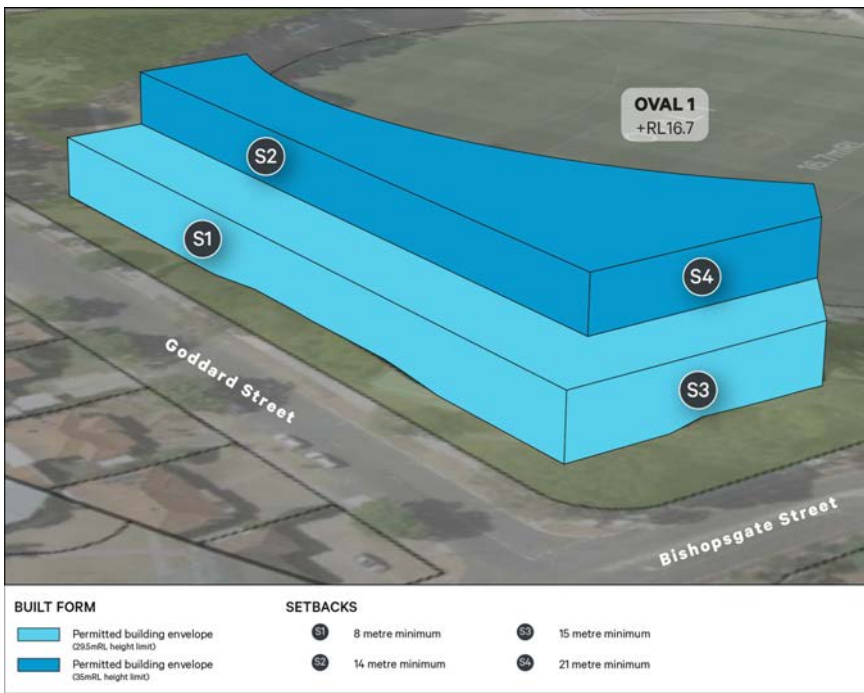 OVAL 1
+RL16.7
16.7mRL
S2
S1
S4
S3
Goddard Street
Bishopsgate Street
BUILT FORM
Permitted building envelope
(29.5mRL height limit)
Permitted building envelope
(35mRL height limit)
SETBACKS
S1 8 metre minimum
S2 14 metre minimum
S3 15 metre minimum
S4 21 metre minimum